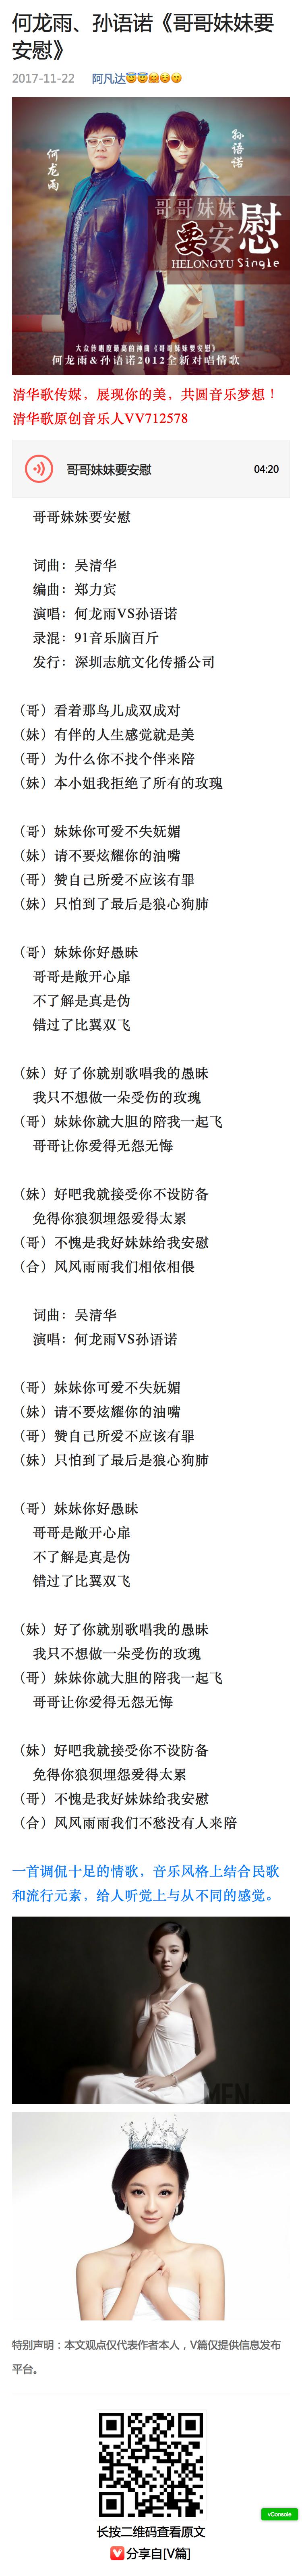 何龙雨、孙语诺《哥哥妹妹要
安慰》
2017-11-22 阿凡达😇😇🤗☺️😋
何龙雨
孙语诺
哥哥妹妹
要安慰
HELONGYU Single
大众传唱度最高的神曲《哥哥妹妹要安慰》
何龙雨&孙语诺2012全新对唱情歌
清华歌传媒，展现你的美，共圆音乐梦想！
清华歌原创音乐人VV712578
哥哥妹妹要安慰 04:20
哥哥妹妹要安慰
词曲：吴清华
编曲：郑力宾
演唱：何龙雨VS孙语诺
录混：91音乐脑百斤
发行：深圳志航文化传播公司
（哥）看着那鸟儿成双成对
（妹）有伴的人生感觉就是美
（哥）为什么你不找个伴来陪
（妹）本小姐我拒绝了所有的玫瑰
（哥）妹妹你可爱不失妩媚
（妹）请不要炫耀你的油嘴
（哥）赞自己所爱不应该有罪
（妹）只怕到了最后是狼心狗肺
（哥）妹妹你好愚昧
哥哥是敞开心扉
不了解是真是伪
错过了比翼双飞
（妹）好了你就别歌唱我的愚昧
我只不想做一朵受伤的玫瑰
（哥）妹妹你就大胆的陪我一起飞
哥哥让你爱得无怨无悔
（妹）好吧我就接受你不设防备
免得你狼狈埋怨爱得太累
（哥）不愧是我好妹妹给我安慰
（合）风风雨雨我们相依相偎
词曲：吴清华
演唱：何龙雨VS孙语诺
（哥）妹妹你可爱不失妩媚
（妹）请不要炫耀你的油嘴
（哥）赞自己所爱不应该有罪
（妹）只怕到了最后是狼心狗肺
（哥）妹妹你好愚昧
哥哥是敞开心扉
不了解是真是伪
错过了比翼双飞
（妹）好了你就别歌唱我的愚昧
我只不想做一朵受伤的玫瑰
（哥）妹妹你就大胆的陪我一起飞
哥哥让你爱得无怨无悔
（妹）好吧我就接受你不设防备
免得你狼狈埋怨爱得太累
（哥）不愧是我好妹妹给我安慰
（合）风风雨雨我们不愁没有人来陪
一首调侃十足的情歌，音乐风格上结合民歌
和流行元素，给人听觉上与从不同的感觉。
MEN
特别声明：本文观点仅代表作者本人，V篇仅提供信息发布
平台。
vConsole
长按二维码查看原文
分享自[V篇]